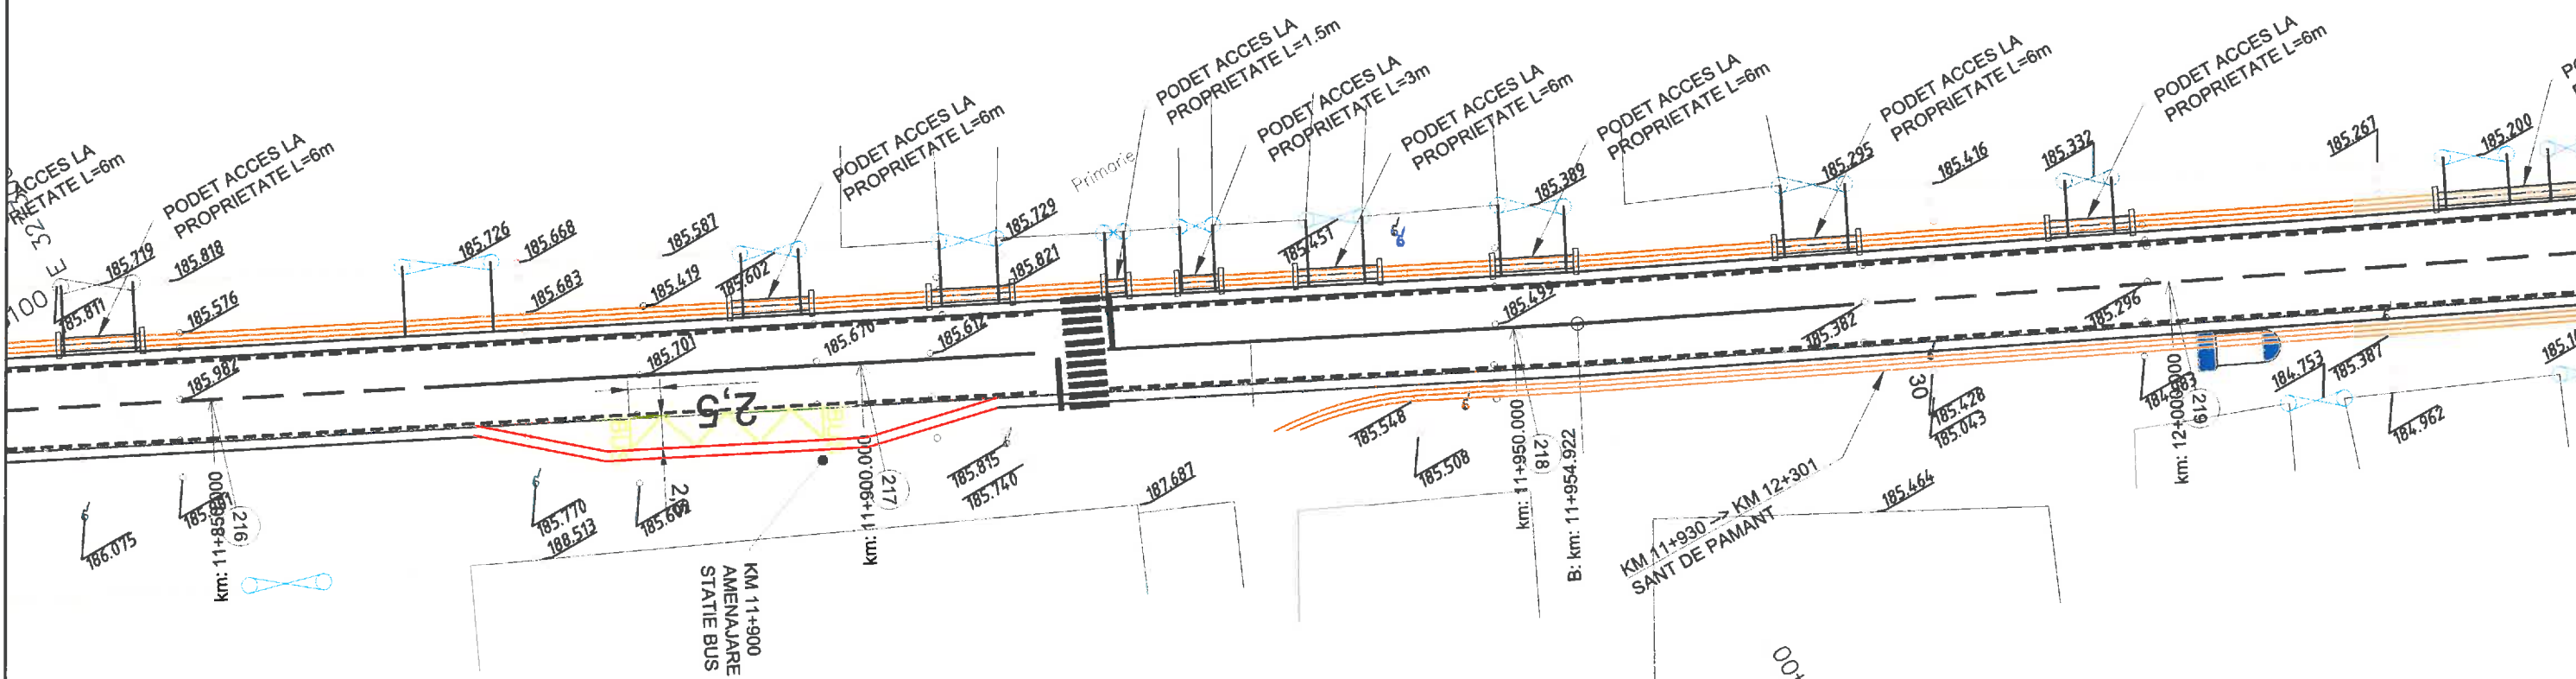 ACCES LA
PRIETATE L=6m
PODET ACCES LA
PROPRIETATE L=6m
PODET ACCES LA
PROPRIETATE L=6m
PODET ACCES LA
PROPRIETATE L=1.5m
PODET ACCES LA
PROPRIETATE L=3m
PODET ACCES LA
PROPRIETATE L=6m
PODET ACCES LA
PROPRIETATE L=6m
PODET ACCES LA
PROPRIETATE L=6m
PODET ACCES LA
PROPRIETATE L=6m
Primarie
185.719
185.818
185.811
185.576
185.726
185.668
185.683
185.587
185.419
185.602
185.729
185.821
185.451
185.389
185.295
185.416
185.332
185.267
185.200
185.982
185.701
185.670
185.612
185.499
185.382
185.296
2,5
185.548
185.508
30
185.428
185.043
184.753
185.387
184.962
186.075
185.770
188.513
185.815
185.740
187.687
185.464
216
km: 11+900.000
217
km: 11+950.000
218
B: km: 11+954.922
km: 12+000.000
219
KM 11+900
AMENAJARE
STATIE BUS
KM 11+930 --> KM 12+301
SANT DE PAMANT